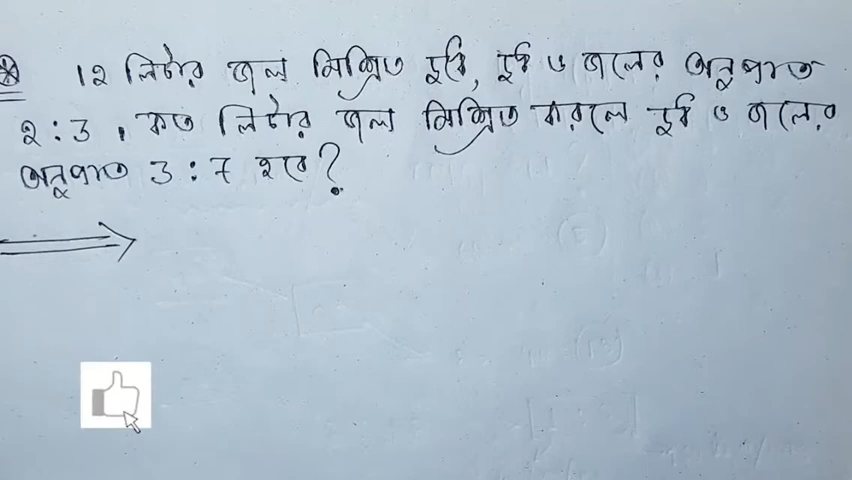 12 লিটার জল মিশ্রিত দুধে, দুধ ও জলের অনুপাত
2 : 3, কত লিটার জল মিশ্রিত করলে দুধ ও জলের
অনুপাত 3 : 7 হবে?